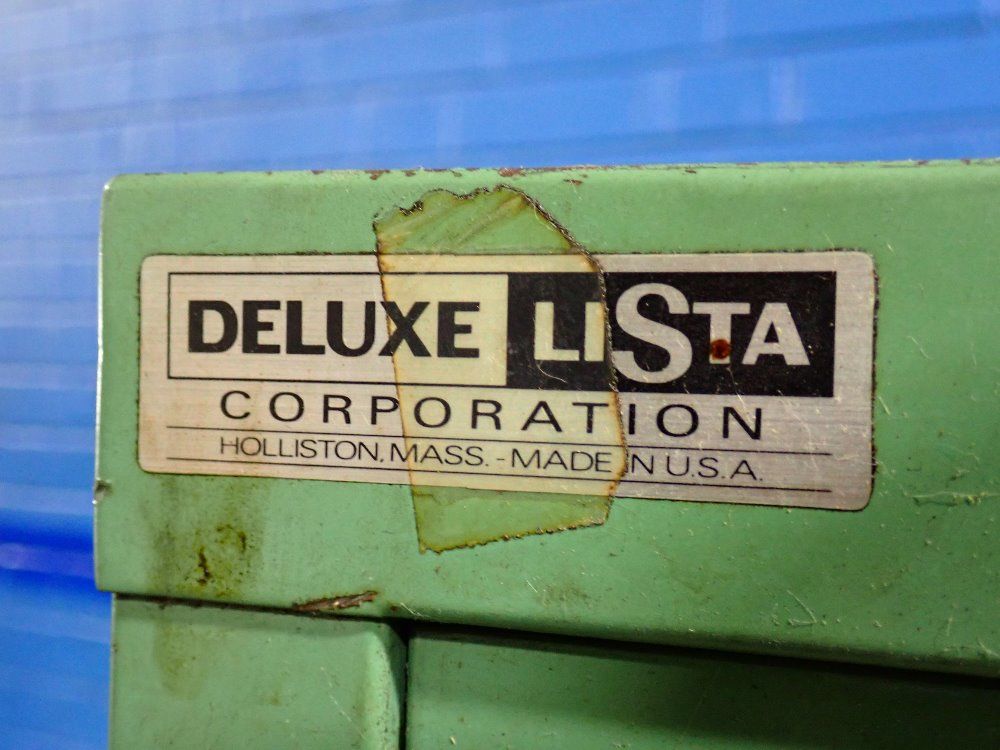 DELUXE LISTA
CORPORATION
HOLLISTON, MASS. - MADE IN U.S.A.